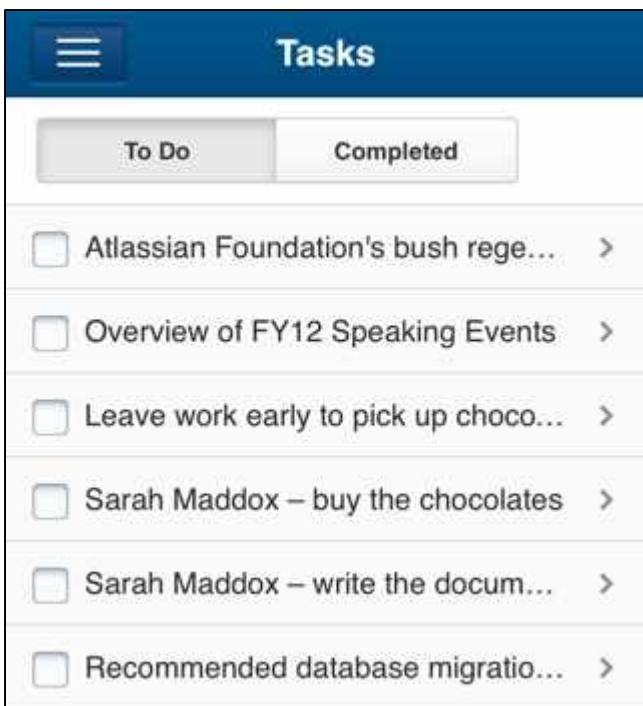 Tasks
To Do
Completed
Atlassian Foundation's bush rege...
Overview of FY12 Speaking Events
Leave work early to pick up choco...
Sarah Maddox – buy the chocolates
Sarah Maddox – write the docum...
Recommended database migratio...